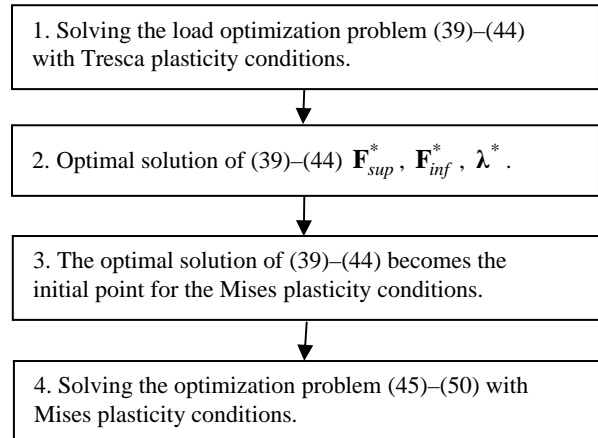 1. Solving the load optimization problem (39)–(44)
with Tresca plasticity conditions.
2. Optimal solution of (39)–(44) F*sup , F*inf , λ* .
3. The optimal solution of (39)–(44) becomes the
initial point for the Mises plasticity conditions.
4. Solving the optimization problem (45)–(50) with
Mises plasticity conditions.